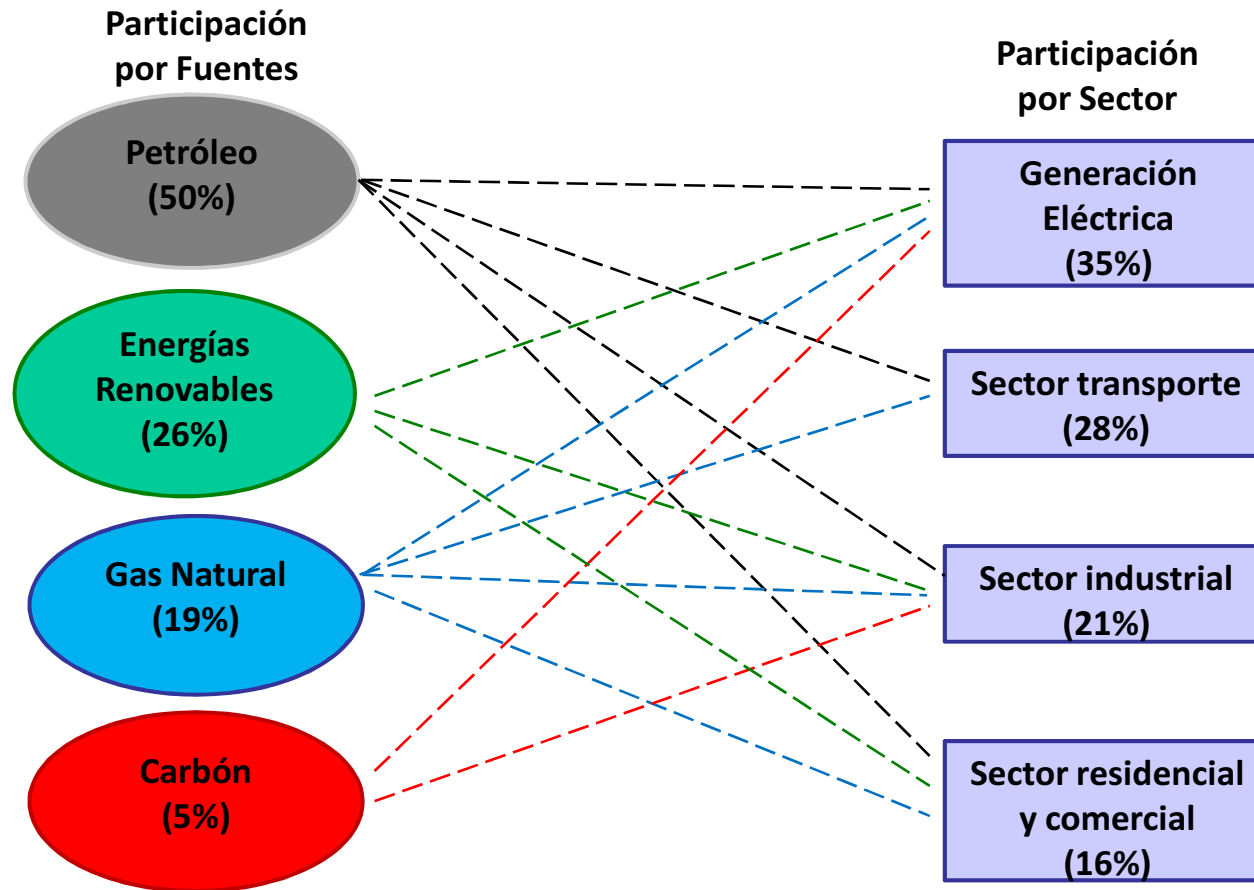 Participación
por Fuentes
Petróleo
(50%)
Energías
Renovables
(26%)
Gas Natural
(19%)
Carbón
(5%)
Participación
por Sector
Generación
Eléctrica
(35%)
Sector transporte
(28%)
Sector industrial
(21%)
Sector residencial
y comercial
(16%)